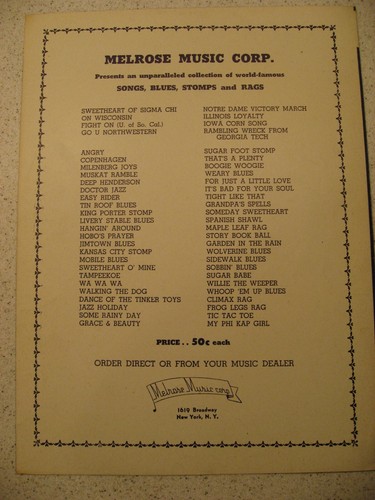 MELROSE MUSIC CORP.
Presents an unparalleled collection of world-famous
SONGS, BLUES, STOMPS and RAGS
SWEETHEART OF SIGMA CHI
ON WISCONSIN
FIGHT ON (U. of So. Cal.)
GO U NORTHWESTERN
NOTRE DAME VICTORY MARCH
ILLINOIS LOYALTY
IOWA CORN SONG
RAMBLING WRECK FROM
GEORGIA TECH
ANGRY
COPENHAGEN
MILENBERG JOYS
MUSKAT RAMBLE
DEEP HENDERSON
DOCTOR JAZZ
EASY RIDER
TIN ROOF BLUES
KING PORTER STOMP
LIVERY STABLE BLUES
HANGIN' AROUND
HOBO'S PRAYER
JIMTOWN BLUES
KANSAS CITY STOMP
MOBILE BLUES
SWEETHEART O' MINE
TAMPEEKOE
WA WA WA
WALKING THE DOG
DANCE OF THE TINKER TOYS
JAZZ HOLIDAY
SOME RAINY DAY
GRACE & BEAUTY
SUGAR FOOT STOMP
THAT'S A PLENTY
BOOGIE WOOGIE
WEARY BLUES
FOR JUST A LITTLE LOVE
IT'S BAD FOR YOUR SOUL
TIGHT LIKE THAT
GRANDPA'S SPELLS
SOMEDAY SWEETHEART
SPANISH SHAWL
MAPLE LEAF RAG
STORY BOOK BALL
GARDEN IN THE RAIN
WOLVERINE BLUES
SIDEWALK BLUES
SOBBIN' BLUES
SUGAR BABE
WILLIE THE WEEPER
WHOOP 'EM UP BLUES
CLIMAX RAG
FROG LEGS RAG
TIC TAC TOE
MY PHI KAP GIRL
PRICE . . 50¢ each
ORDER DIRECT OR FROM YOUR MUSIC DEALER
Melrose Music corp.
1619 Broadway
New York, N. Y.